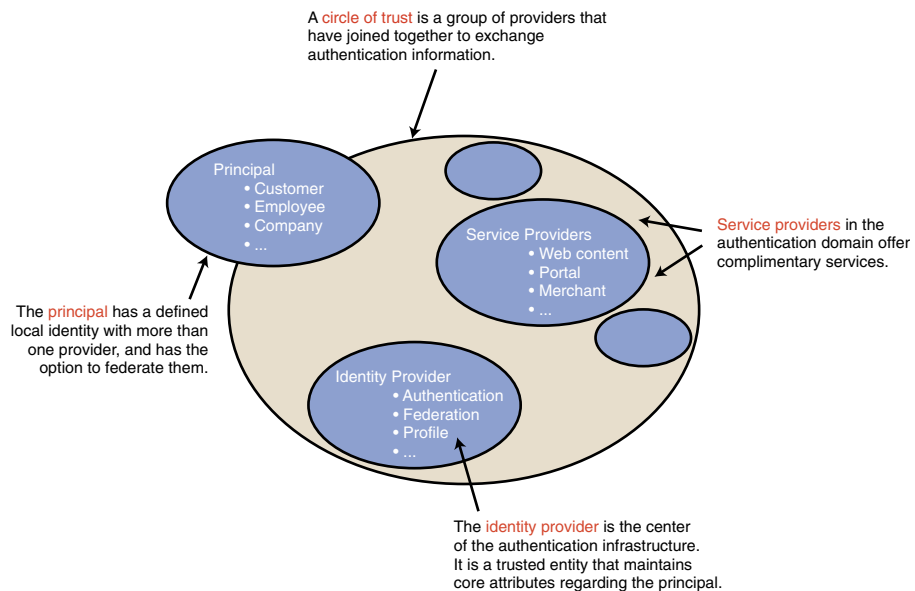 A circle of trust is a group of providers that
have joined together to exchange
authentication information.
Principal
• Customer
• Employee
• Company
• ...
Service Providers
• Web content
• Portal
• Merchant
• ...
Service providers in the
authentication domain offer
complimentary services.
The principal has a defined
local identity with more than
one provider, and has the
option to federate them.
Identity Provider
• Authentication
• Federation
• Profile
• ...
The identity provider is the center
of the authentication infrastructure.
It is a trusted entity that maintains
core attributes regarding the principal.